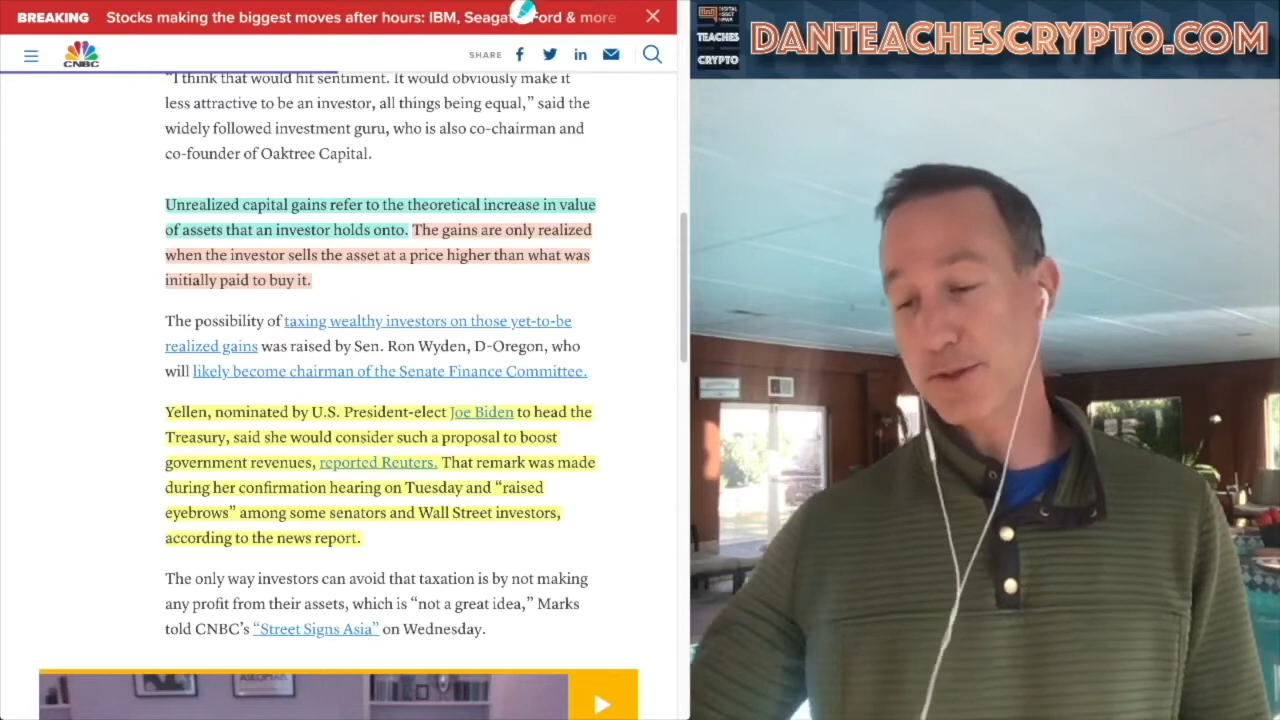 BREAKING Stocks making the biggest moves after hours: IBM, Seagat Ford & more
CNBC
SHARE
"I think that would hit sentiment. It would obviously make it
less attractive to be an investor, all things being equal," said the
widely followed investment guru, who is also co-chairman and
co-founder of Oaktree Capital.
Unrealized capital gains refer to the theoretical increase in value
of assets that an investor holds onto. The gains are only realized
when the investor sells the asset at a price higher than what was
initially paid to buy it.
The possibility of taxing wealthy investors on those yet-to-be
realized gains was raised by Sen. Ron Wyden, D-Oregon, who
will likely become chairman of the Senate Finance Committee.
Yellen, nominated by U.S. President-elect Joe Biden to head the
Treasury, said she would consider such a proposal to boost
government revenues, reported Reuters. That remark was made
during her confirmation hearing on Tuesday and "raised
eyebrows" among some senators and Wall Street investors,
according to the news report.
The only way investors can avoid that taxation is by not making
any profit from their assets, which is "not a great idea," Marks
told CNBC's "Street Signs Asia" on Wednesday.
DIGITAL
ASSET
NEWS
TEACHES
CRYPTO
DANTEACHESCRYPTO.COM